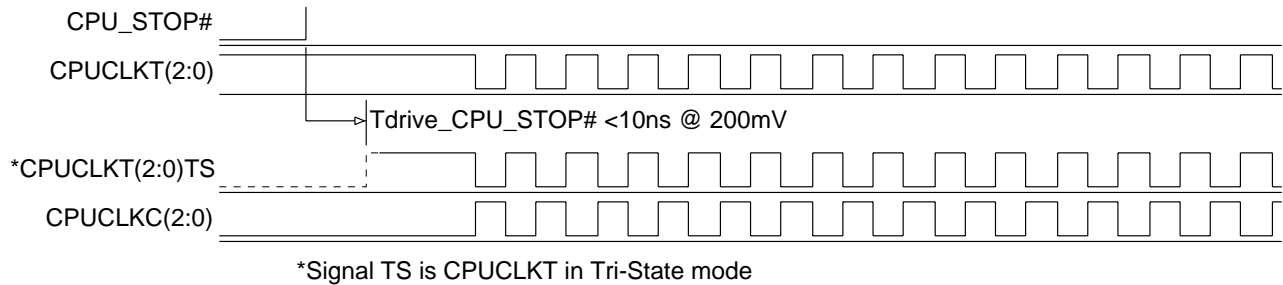 CPU_STOP#
CPUCLKT(2:0)
Tdrive_CPU_STOP# <10ns @ 200mV
*CPUCLKT(2:0)TS
CPUCLKC(2:0)
*Signal TS is CPUCLKT in Tri-State mode